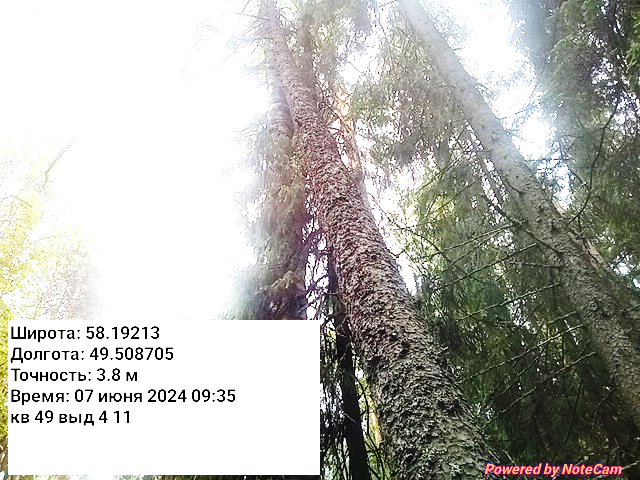 Широта: 58.19213
Долгота: 49.508705
Точность: 3.8 м
Время: 07 июня 2024 09:35
кв 49 выд 4 11
Powered by NoteCam